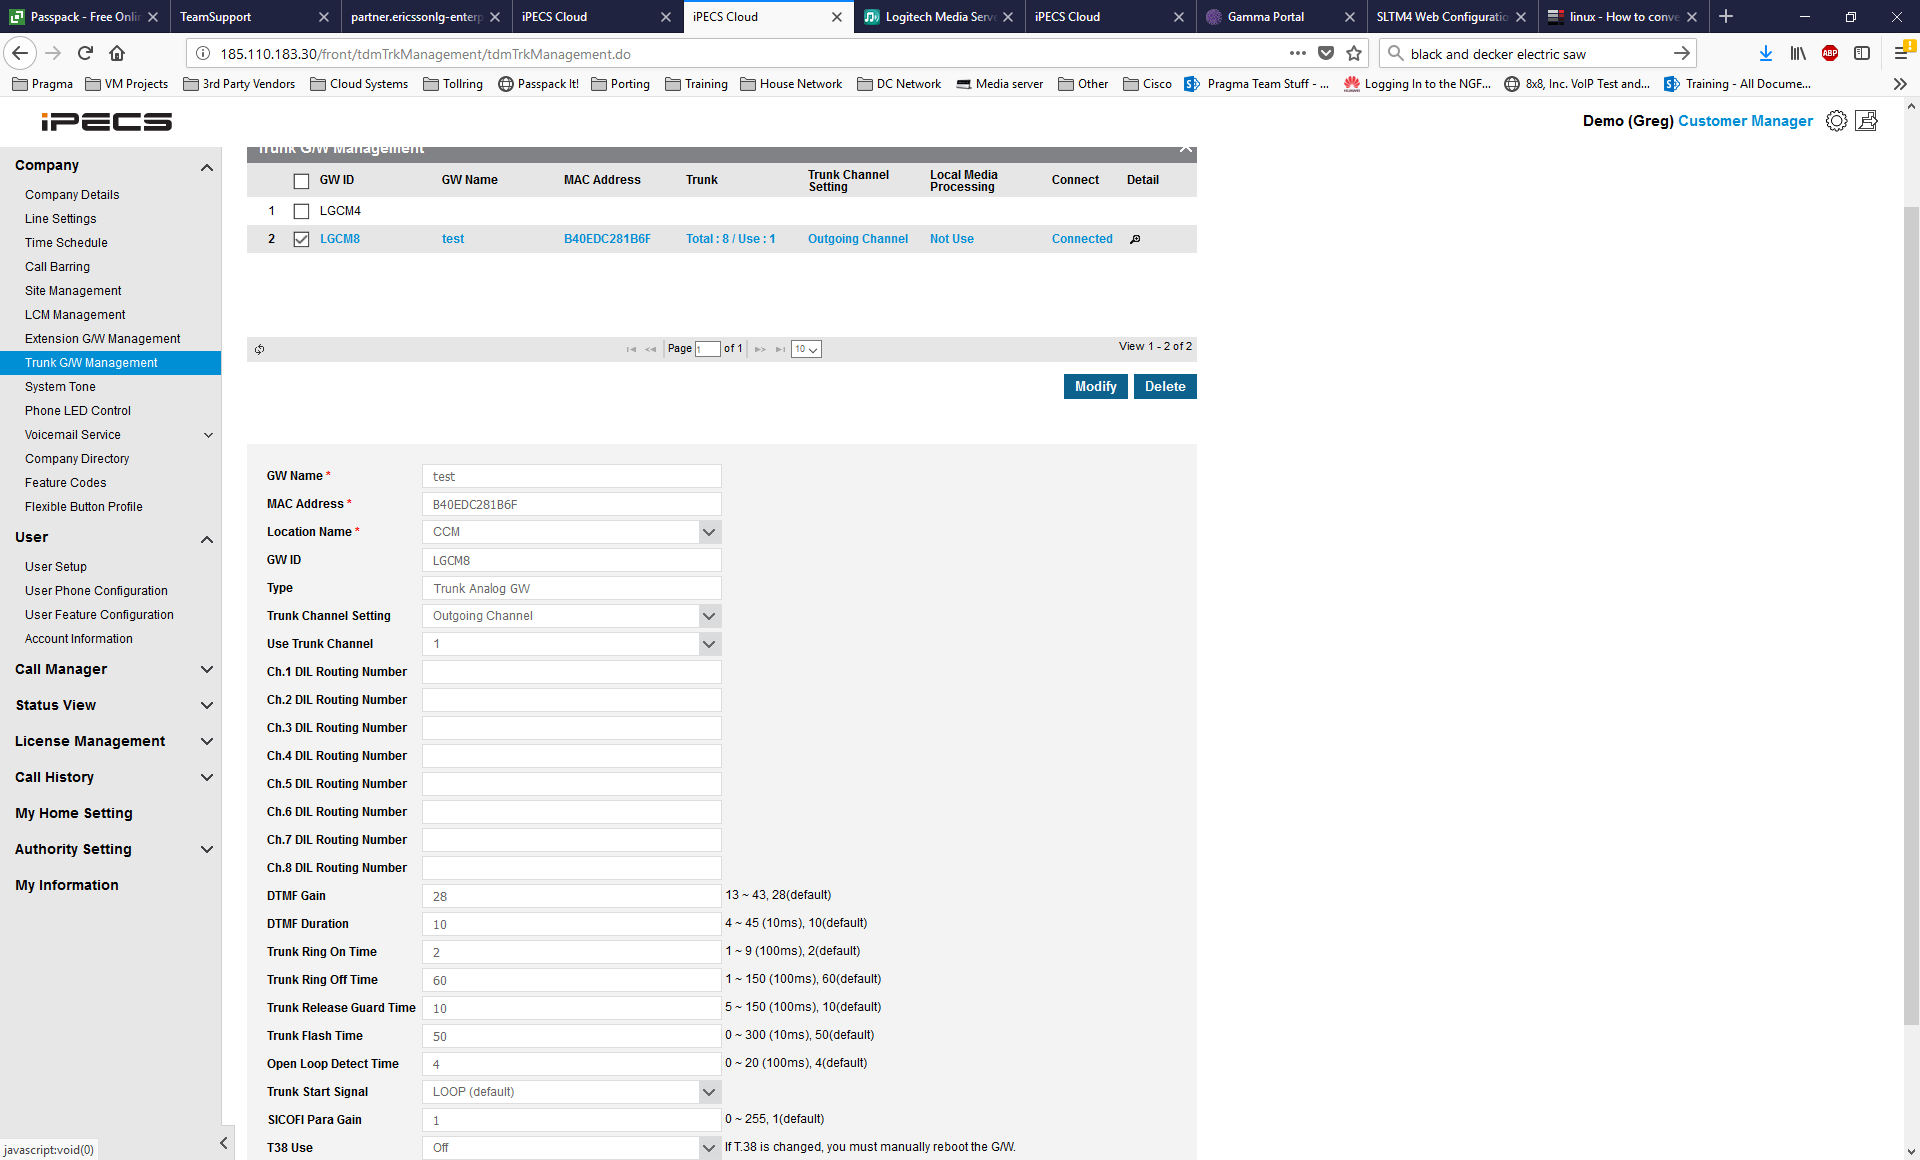 Passpack - Free Onli
TeamSupport
partner.ericssonlg-enterp
iPECS Cloud
iPECS Cloud
Logitech Media Serv
iPECS Cloud
Gamma Portal
SLTM4 Web Configuratio
linux - How to conve
185.110.183.30/front/tdmTrkManagement/tdmTrkManagement.do
black and decker electric saw
ABP
Pragma
VM Projects
3rd Party Vendors
Cloud Systems
Tollring
Passpack It!
Porting
Training
House Network
DC Network
Media server
Other
Cisco
Pragma Team Stuff - ...
Logging In to the NGF...
8x8, Inc. VoIP Test and...
Training - All Docume...
iPECS
Demo (Greg) Customer Manager
Company
Company Details
Line Settings
Time Schedule
Call Barring
Site Management
LCM Management
Extension G/W Management
Trunk G/W Management
System Tone
Phone LED Control
Voicemail Service
Company Directory
Feature Codes
Flexible Button Profile
User
User Setup
User Phone Configuration
User Feature Configuration
Account Information
Call Manager
Status View
License Management
Call History
My Home Setting
Authority Setting
My Information
javascript:void(0)
Trunk G/W Management
GW ID GW Name MAC Address Trunk Trunk Channel Setting Local Media Processing Connect Detail
1 LGCM4
2 LGCM8 test B40EDC281B6F Total : 8 / Use : 1 Outgoing Channel Not Use Connected
Page 1 of 1 10 View 1 - 2 of 2
Modify Delete
GW Name * test
MAC Address * B40EDC281B6F
Location Name * CCM
GW ID LGCM8
Type Trunk Analog GW
Trunk Channel Setting Outgoing Channel
Use Trunk Channel 1
Ch.1 DIL Routing Number
Ch.2 DIL Routing Number
Ch.3 DIL Routing Number
Ch.4 DIL Routing Number
Ch.5 DIL Routing Number
Ch.6 DIL Routing Number
Ch.7 DIL Routing Number
Ch.8 DIL Routing Number
DTMF Gain 28 13 ~ 43, 28(default)
DTMF Duration 10 4 ~ 45 (10ms), 10(default)
Trunk Ring On Time 2 1 ~ 9 (100ms), 2(default)
Trunk Ring Off Time 60 1 ~ 150 (100ms), 60(default)
Trunk Release Guard Time 10 5 ~ 150 (100ms), 10(default)
Trunk Flash Time 50 0 ~ 300 (10ms), 50(default)
Open Loop Detect Time 4 0 ~ 20 (100ms), 4(default)
Trunk Start Signal LOOP (default)
SICOFI Para Gain 1 0 ~ 255, 1(default)
T38 Use Off If T.38 is changed, you must manually reboot the G/W.